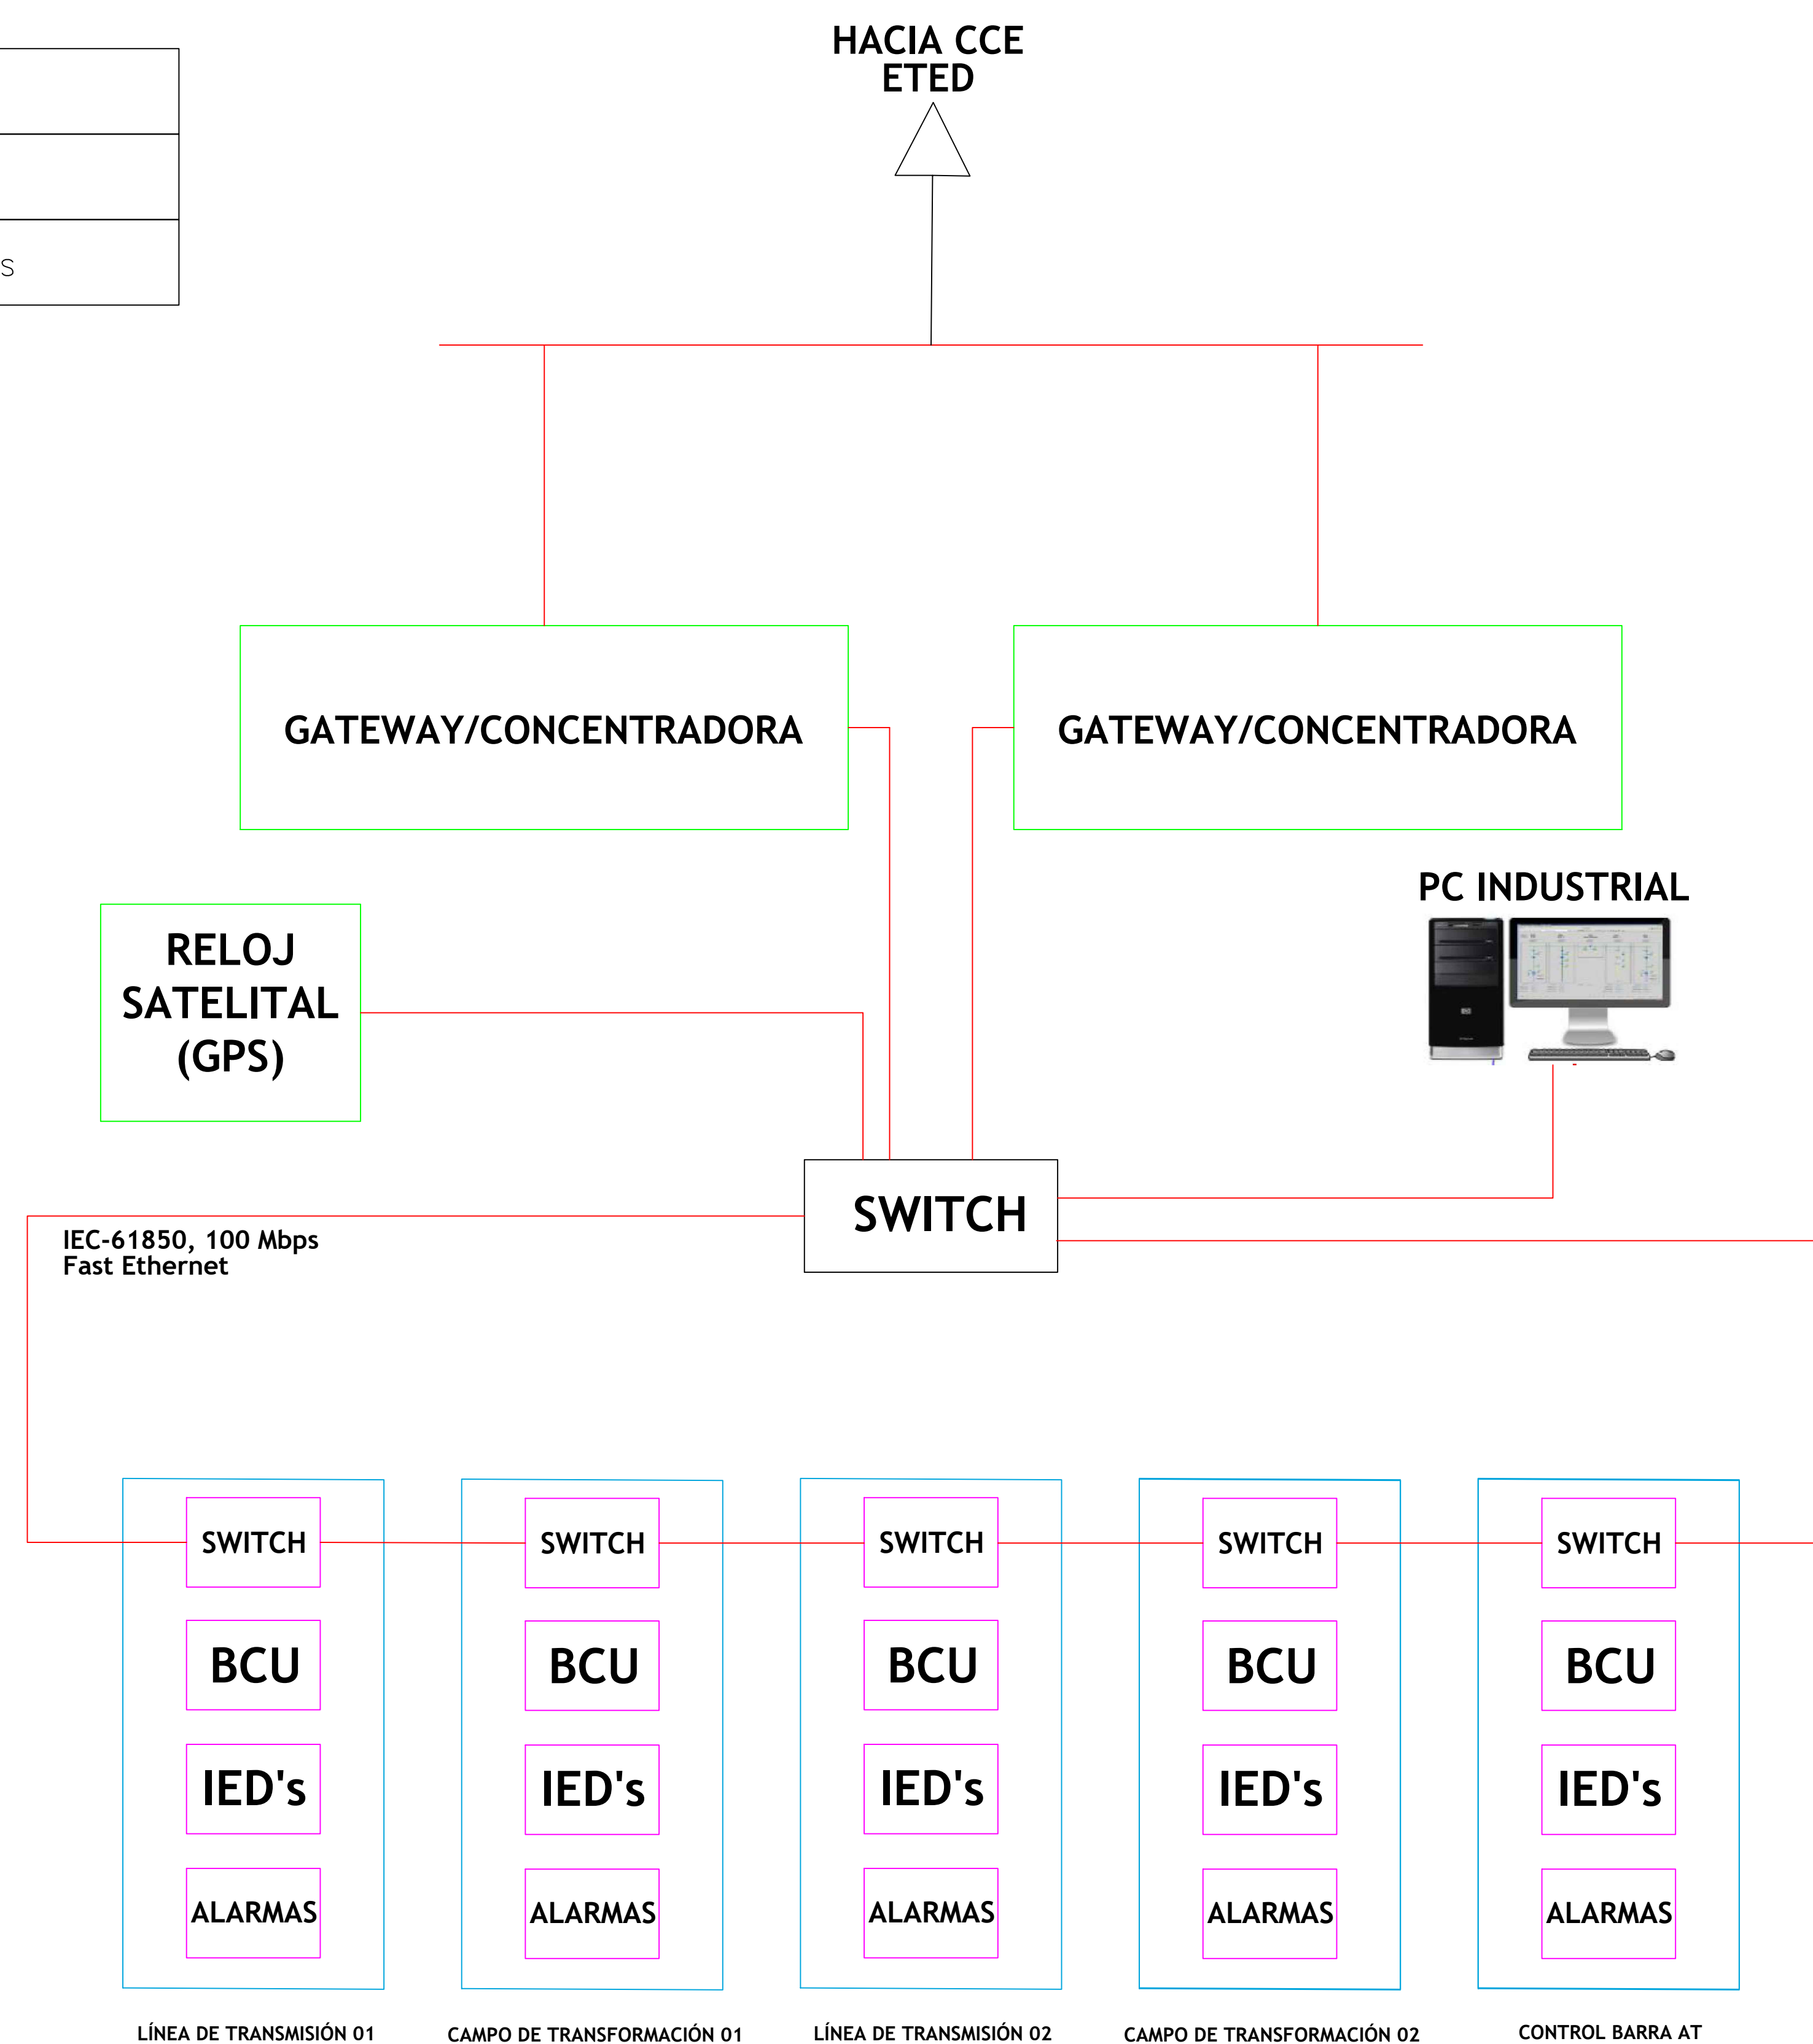 HACIA CCE
ETED
S
GATEWAY/CONCENTRADORA
GATEWAY/CONCENTRADORA
PC INDUSTRIAL
RELOJ
SATELITAL
(GPS)
SWITCH
IEC-61850, 100 Mbps
Fast Ethernet
SWITCH
SWITCH
SWITCH
SWITCH
SWITCH
BCU
BCU
BCU
BCU
BCU
IED's
IED's
IED's
IED's
IED's
ALARMAS
ALARMAS
ALARMAS
ALARMAS
ALARMAS
LÍNEA DE TRANSMISIÓN 01
CAMPO DE TRANSFORMACIÓN 01
LÍNEA DE TRANSMISIÓN 02
CAMPO DE TRANSFORMACIÓN 02
CONTROL BARRA AT